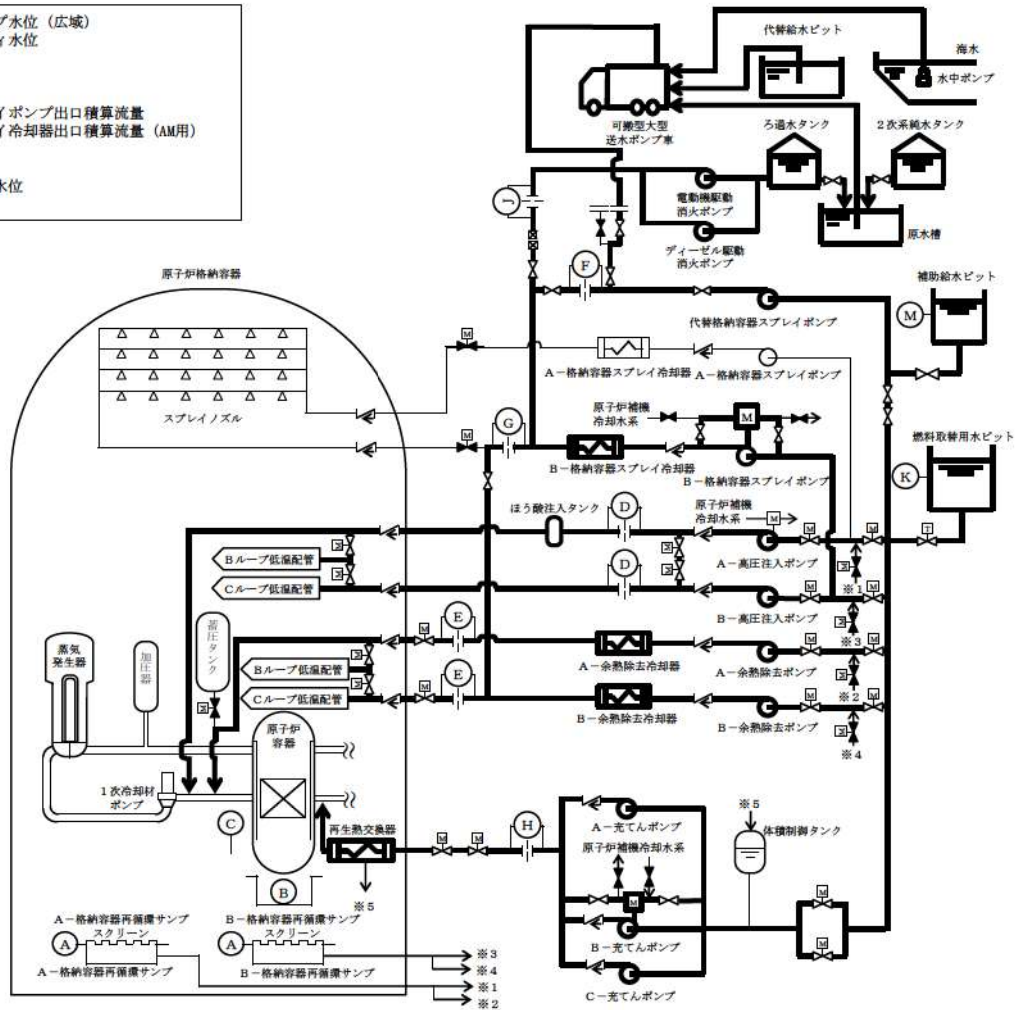 プ水位（広域）
ィ水位
イポンプ出口積算流量
イ冷却器出口積算流量（AM用）
水位
代替給水ピット
海水
水中ポンプ
可搬型大型
送水ポンプ車
ろ過水タンク
２次系純水タンク
J
電動機駆動
消火ポンプ
原水槽
ディーゼル駆動
消火ポンプ
原子炉格納容器
F
補助給水ピット
M
代替格納容器スプレイポンプ
M
A－格納容器スプレイ冷却器
A－格納容器スプレイポンプ
スプレイノズル
原子炉補機
冷却水系
M
G
M
燃料取替用水ピット
B－格納容器スプレイ冷却器
B－格納容器スプレイポンプ
K
ほう酸注入タンク
D
原子炉補機
冷却水系
M
M
M
T
M
Bループ低温配管
M
M
A－高圧注入ポンプ
M
※1
D
Cループ低温配管
M
M
M
B－高圧注入ポンプ
M
※3
蓄圧タンク
E
M
M
M
蒸気
発生器
加圧器
M
A－余熱除去冷却器
A－余熱除去ポンプ
M
※2
Bループ低温配管
E
M
M
M
Cループ低温配管
M
M
B－余熱除去冷却器
B－余熱除去ポンプ
M
※4
原子炉
容器
1次冷却材
ポンプ
C
再生熱交換器
M
M
H
A－充てんポンプ
※5
体積制御タンク
原子炉補機冷却水系
B
※5
M
M
M
B－充てんポンプ
A－格納容器再循環サンプ
スクリーン
B－格納容器再循環サンプ
スクリーン
A
A
A－格納容器再循環サンプ
B－格納容器再循環サンプ
※3
※4
※1
※2
C－充てんポンプ